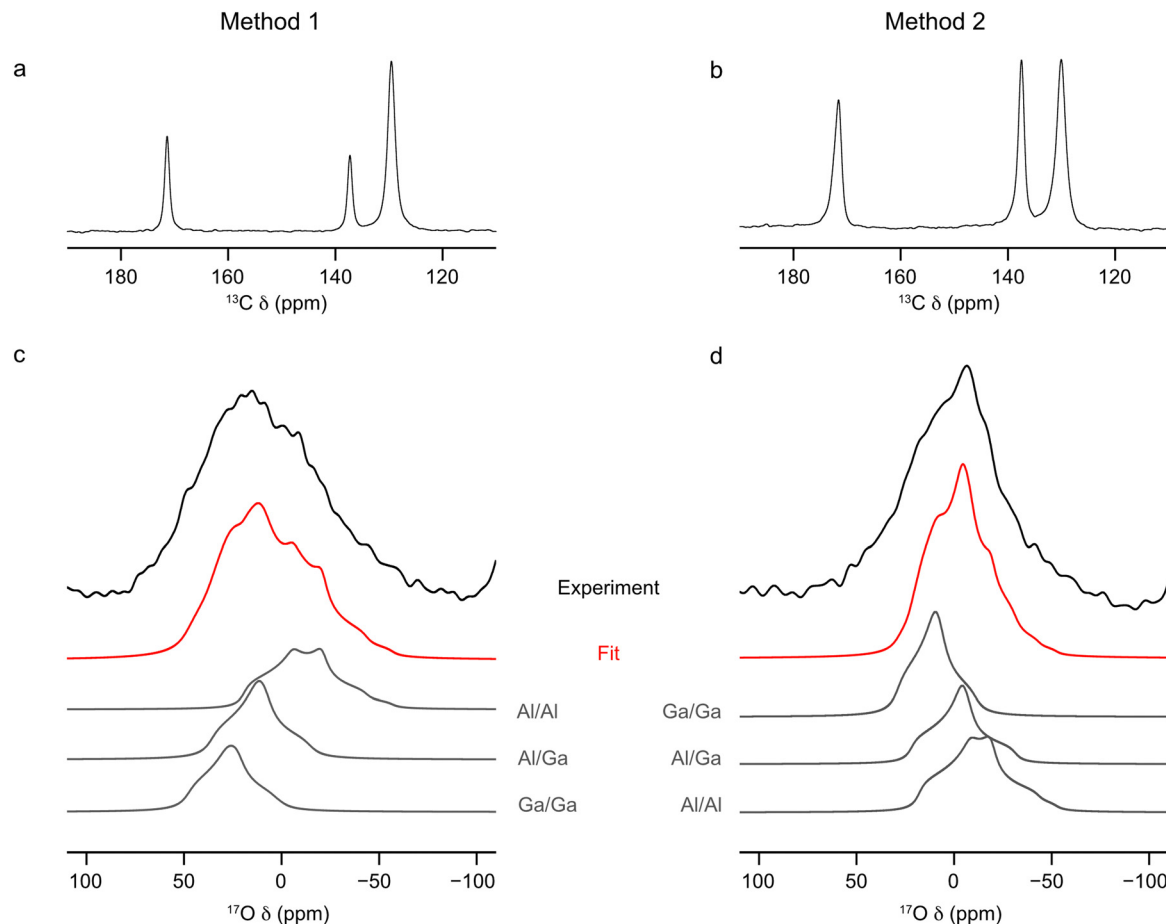 Method 1
Method 2
a
b
180
160
140
120
¹³C δ (ppm)
180
160
140
120
¹³C δ (ppm)
c
d
Experiment
Fit
Al/Al
Al/Ga
Ga/Ga
Ga/Ga
Al/Ga
Al/Al
100
50
0
−50
−100
¹⁷O δ (ppm)
100
50
0
−50
−100
¹⁷O δ (ppm)